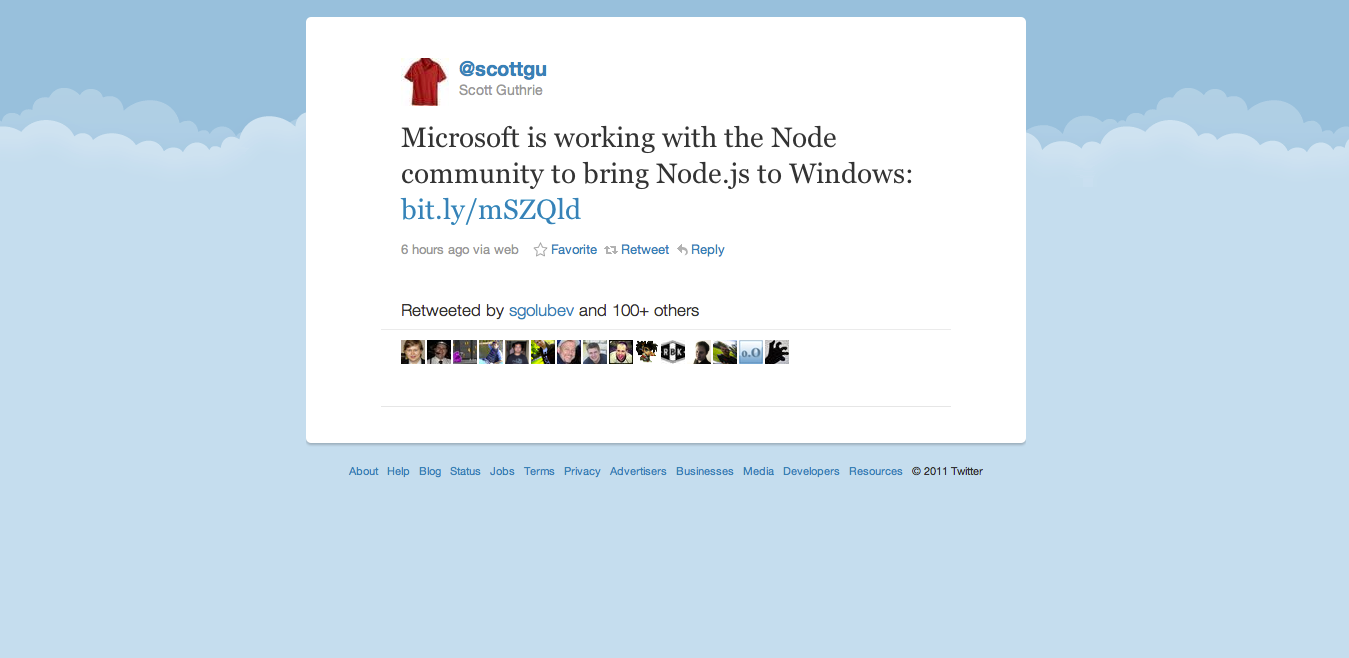 @scottgu
Scott Guthrie
Microsoft is working with the Node
community to bring Node.js to Windows:
bit.ly/mSZQld
6 hours ago via web Favorite Retweet Reply
Retweeted by sgolubev and 100+ others
RBK o.O
About Help Blog Status Jobs Terms Privacy Advertisers Businesses Media Developers Resources © 2011 Twitter